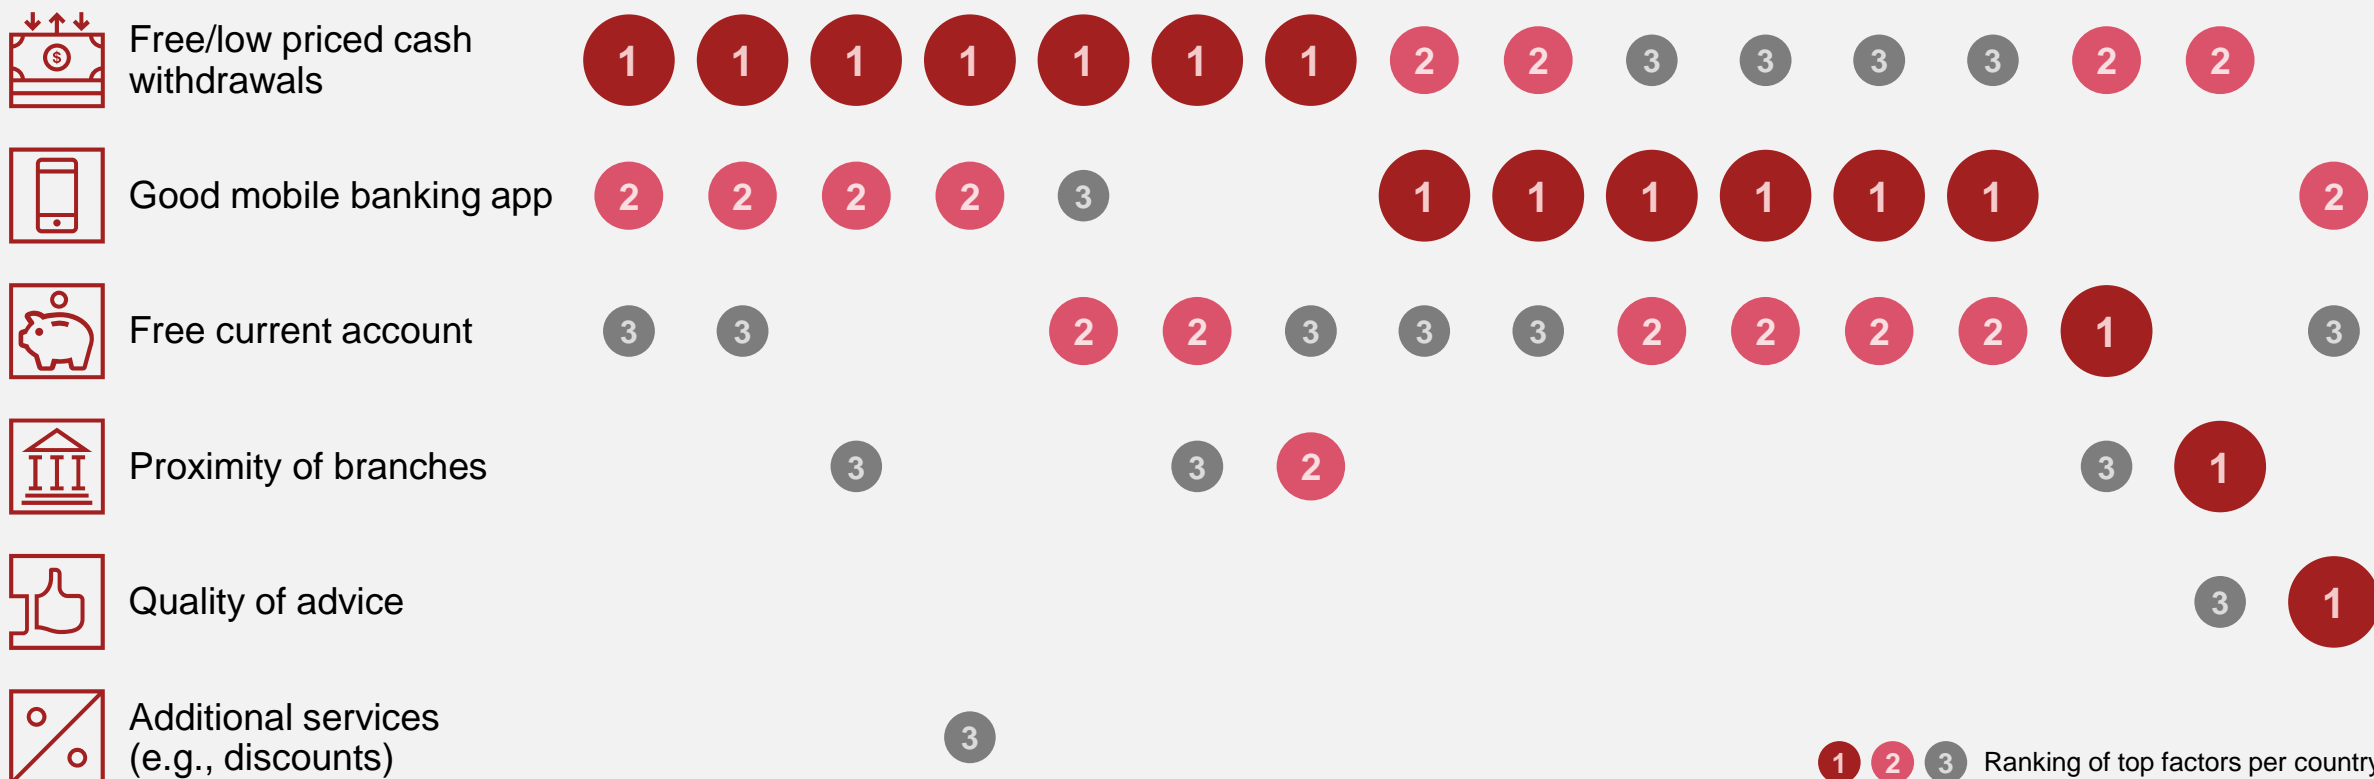 Free/low priced cash
withdrawals
$
1 1 1 1 1 1 1 2 2 3 3 3 3 2 2
Good mobile banking app
2 2 2 2 3 1 1 1 1 1 1 2
Free current account
3 3 2 2 3 3 3 2 2 2 2 1 3
Proximity of branches
3 3 2 3 1
Quality of advice
3 1
Additional services
(e.g., discounts)
3
1 2 3 Ranking of top factors per country